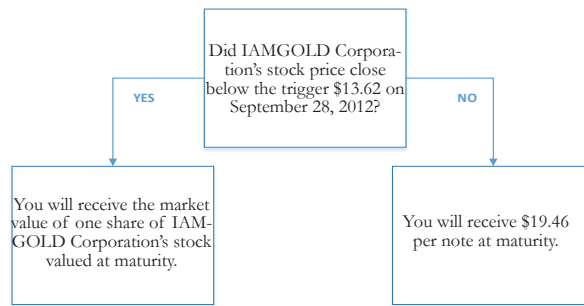 Did IAMGOLD Corpora-
tion's stock price close
below the trigger $13.62 on
September 28, 2012?
YES
NO
You will receive the market
value of one share of IAM-
GOLD Corporation's stock
valued at maturity.
You will receive $19.46
per note at maturity.